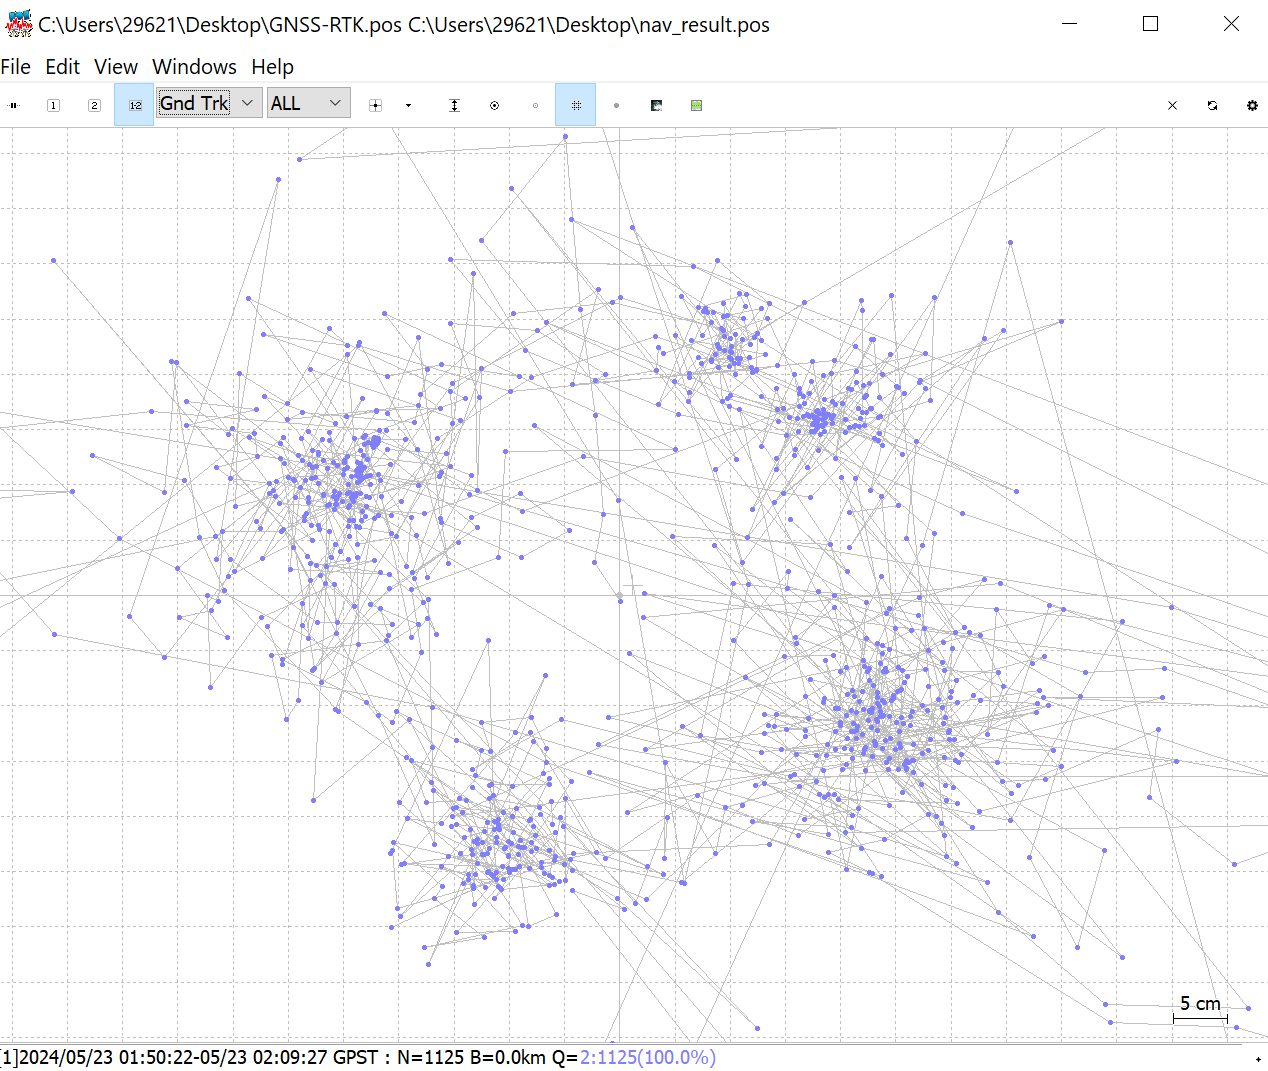 C:\Users\29621\Desktop\GNSS-RTK.pos C:\Users\29621\Desktop\nav_result.pos
File Edit View Windows Help
1 2 1-2 Gnd Trk ALL
5 cm
[1]2024/05/23 01:50:22-05/23 02:09:27 GPST : N=1125 B=0.0km Q=2:1125(100.0%)